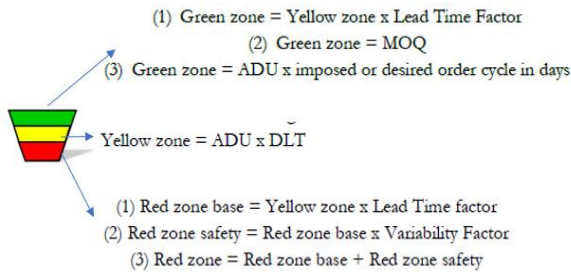 (1) Green zone = Yellow zone x Lead Time Factor
(2) Green zone = MOQ
(3) Green zone = ADU x imposed or desired order cycle in days
Yellow zone = ADU x DLT
(1) Red zone base = Yellow zone x Lead Time factor
(2) Red zone safety = Red zone base x Variability Factor
(3) Red zone = Red zone base + Red zone safety